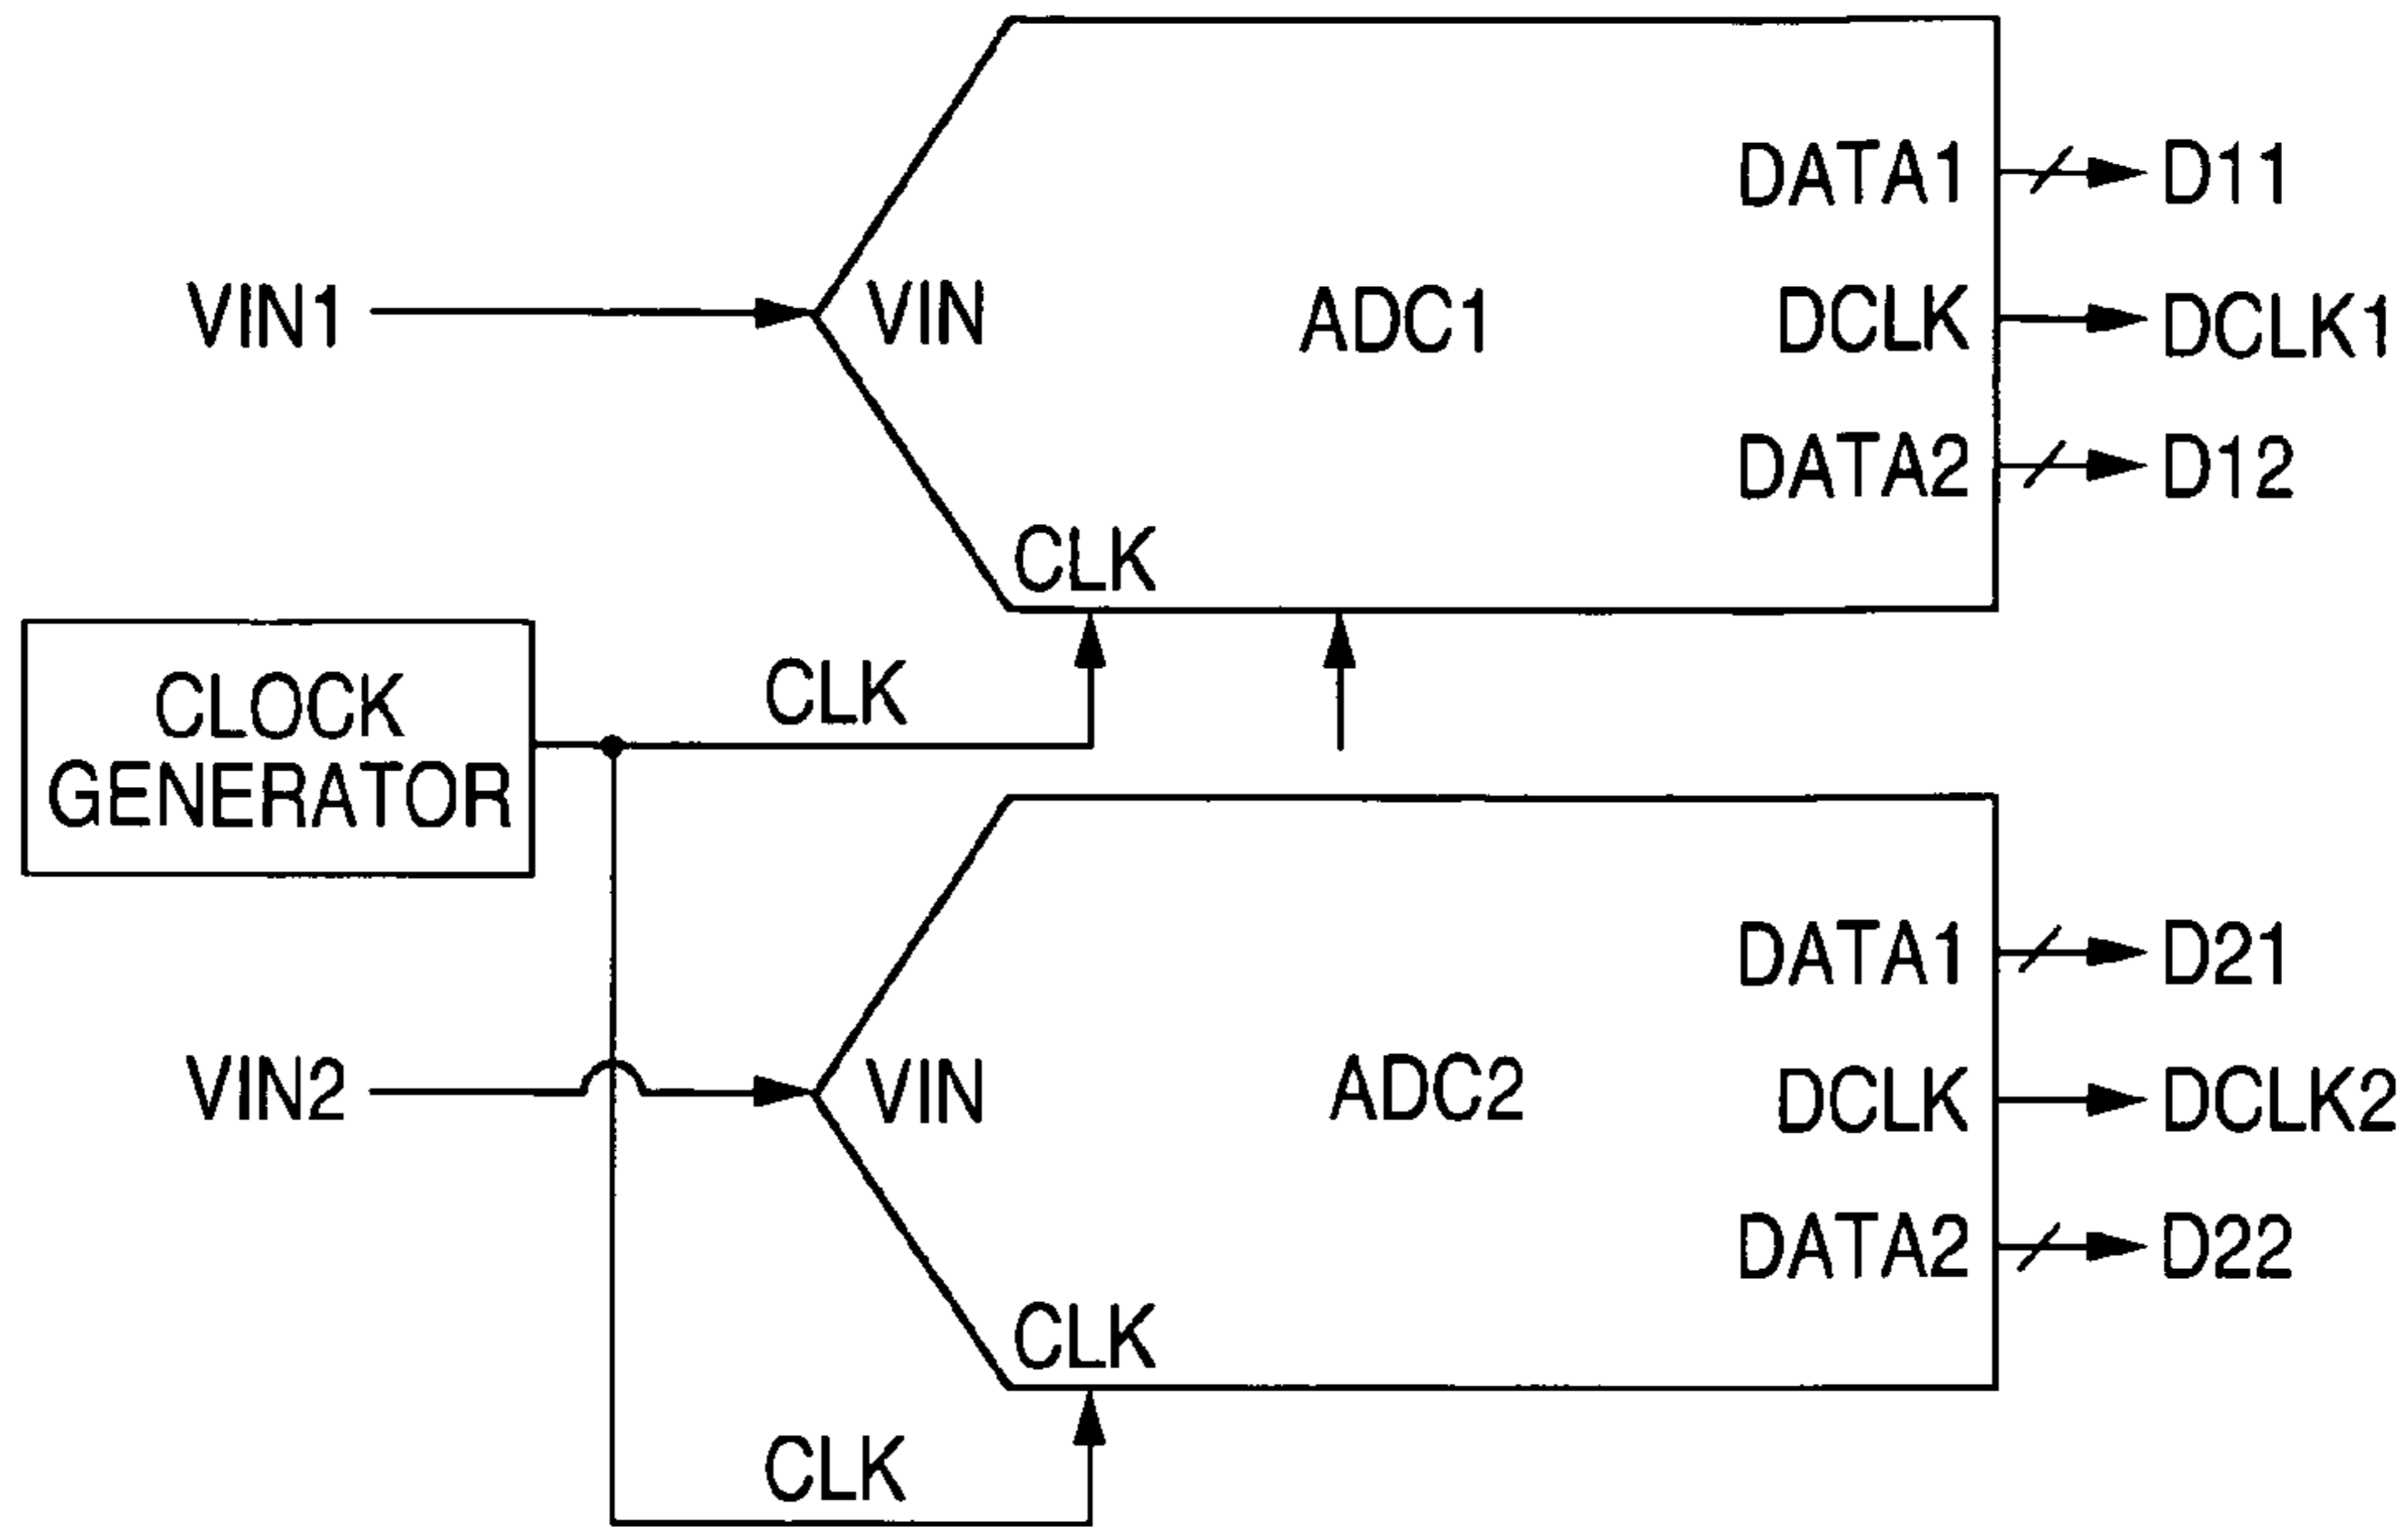 DATA1 D11
VIN1 VIN ADC1 DCLK DCLK1
DATA2 D12
CLK
CLOCK
GENERATOR
CLK
DATA1 D21
VIN2 VIN ADC2 DCLK DCLK2
DATA2 D22
CLK
CLK